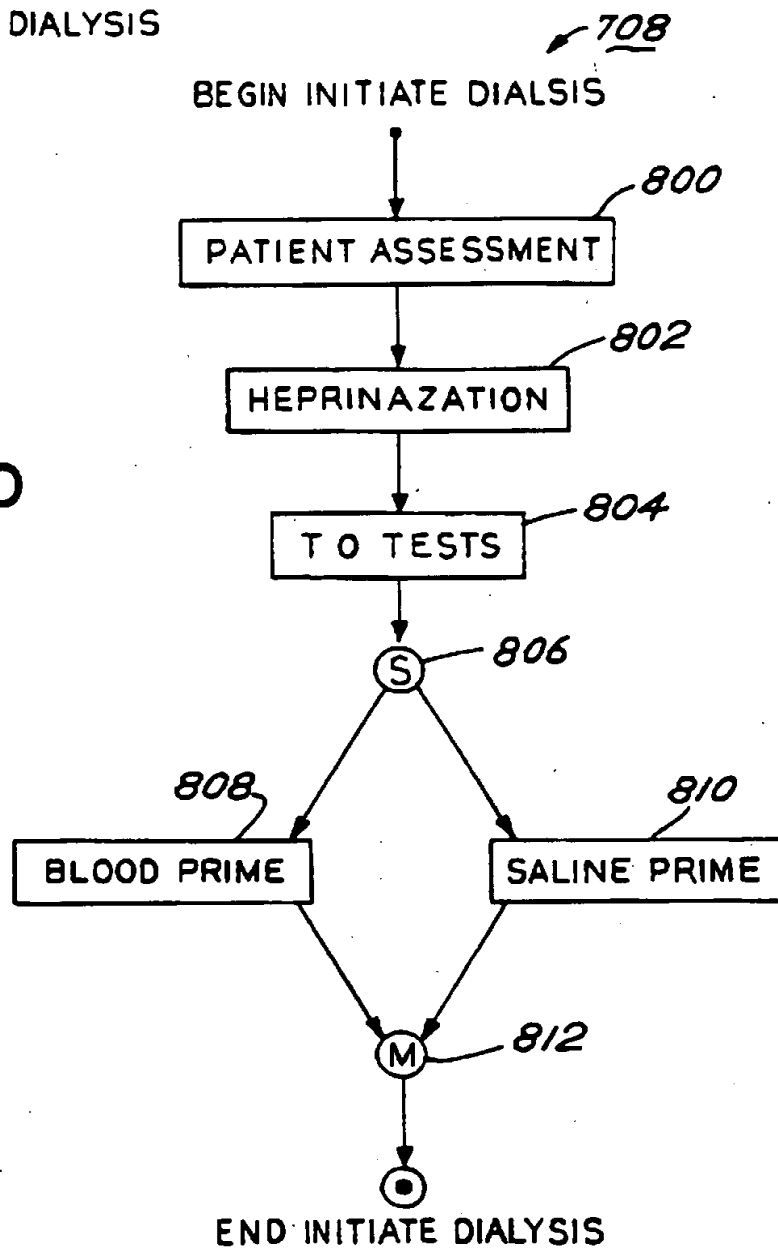 DIALYSIS
708
BEGIN INITIATE DIALSIS
800
PATIENT ASSESSMENT
802
HEPRINAZATION
804
T O TESTS
S
806
808
810
BLOOD PRIME
SALINE PRIME
M
812
END INITIATE DIALYSIS